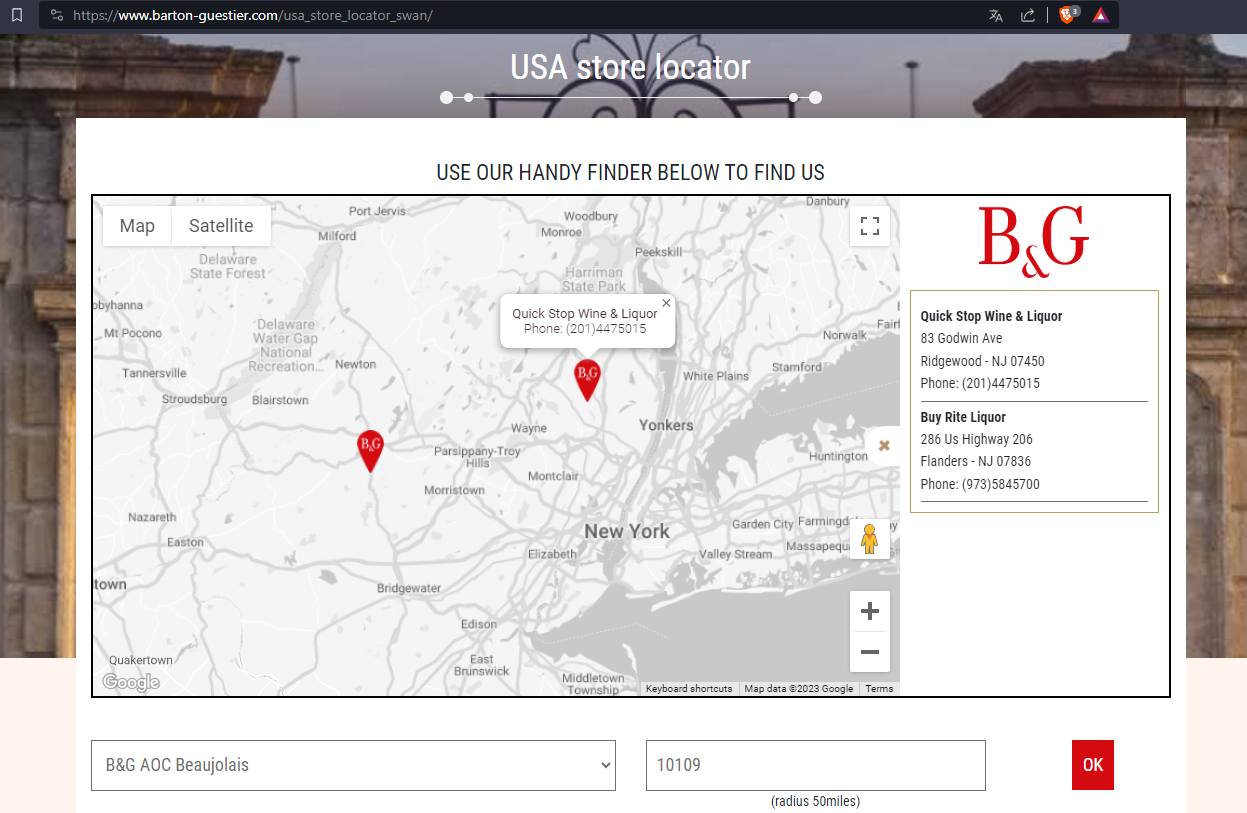 https://www.barton-guestier.com/usa_store_locator_swan/
3
USA store locator
USE OUR HANDY FINDER BELOW TO FIND US
Map
Satellite
Port Jervis
Milford
Delaware
State Forest
Woodbury
Monroe
Danbury
Peekskill
Harriman
State Park
obyhanna
Mt Pocono
Delaware
Water Gap
National
Recreation...
Newton
Tannersville
Stroudsburg
Blairstown
Quick Stop Wine & Liquor
Phone: (201)4475015
B&G
Norwalk
Fairf
Stamford
White Plains
Yonkers
Wayne
B&G
Parsippany-Troy
Hills
Montclair
Morristown
Huntington
New York
Garden City
Farmingd
Massapequ
Valley Stream
Elizabeth
Nazareth
Easton
town
Bridgewater
Edison
East
Brunswick
Quakertown
Middletown
Township
Google
Keyboard shortcuts
Map data ©2023 Google
Terms
B&G
Quick Stop Wine & Liquor
83 Godwin Ave
Ridgewood - NJ 07450
Phone: (201)4475015
Buy Rite Liquor
286 Us Highway 206
Flanders - NJ 07836
Phone: (973)5845700
B&G AOC Beaujolais
10109
OK
(radius 50miles)